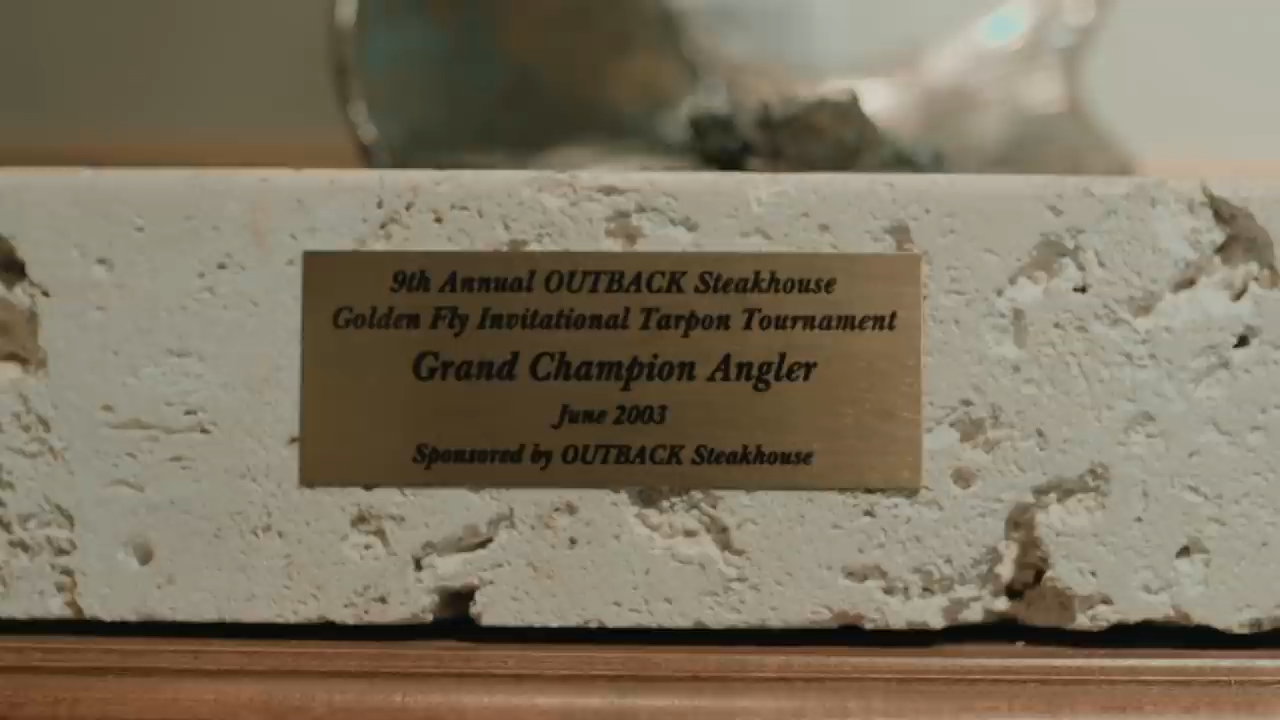 9th Annual OUTBACK Steakhouse
Golden Fly Invitational Tarpon Tournament
Grand Champion Angler
June 2003
Sponsored by OUTBACK Steakhouse